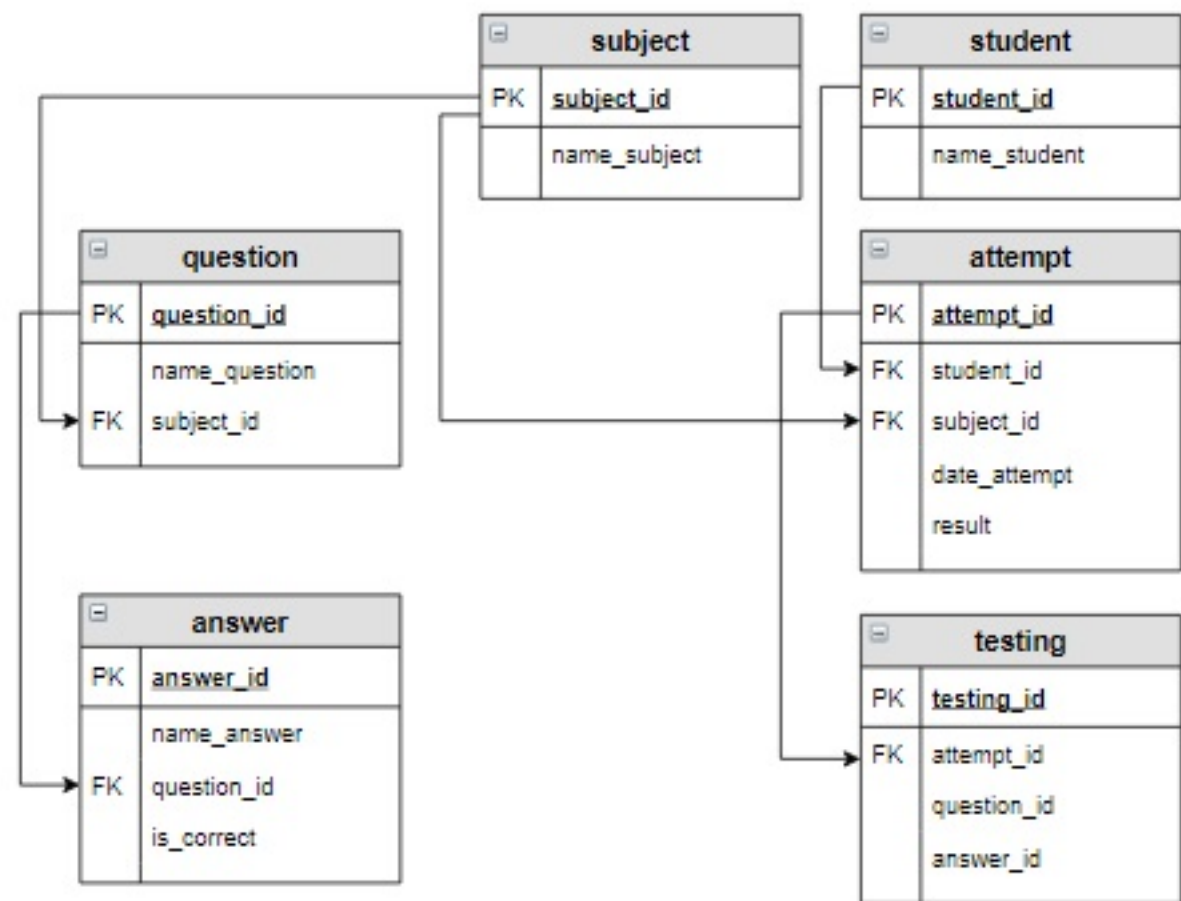 subject
PK subject_id
name_subject
student
PK student_id
name_student
question
PK question_id
name_question
FK subject_id
attempt
PK attempt_id
FK student_id
FK subject_id
date_attempt
result
answer
PK answer_id
name_answer
FK question_id
is_correct
testing
PK testing_id
FK attempt_id
question_id
answer_id